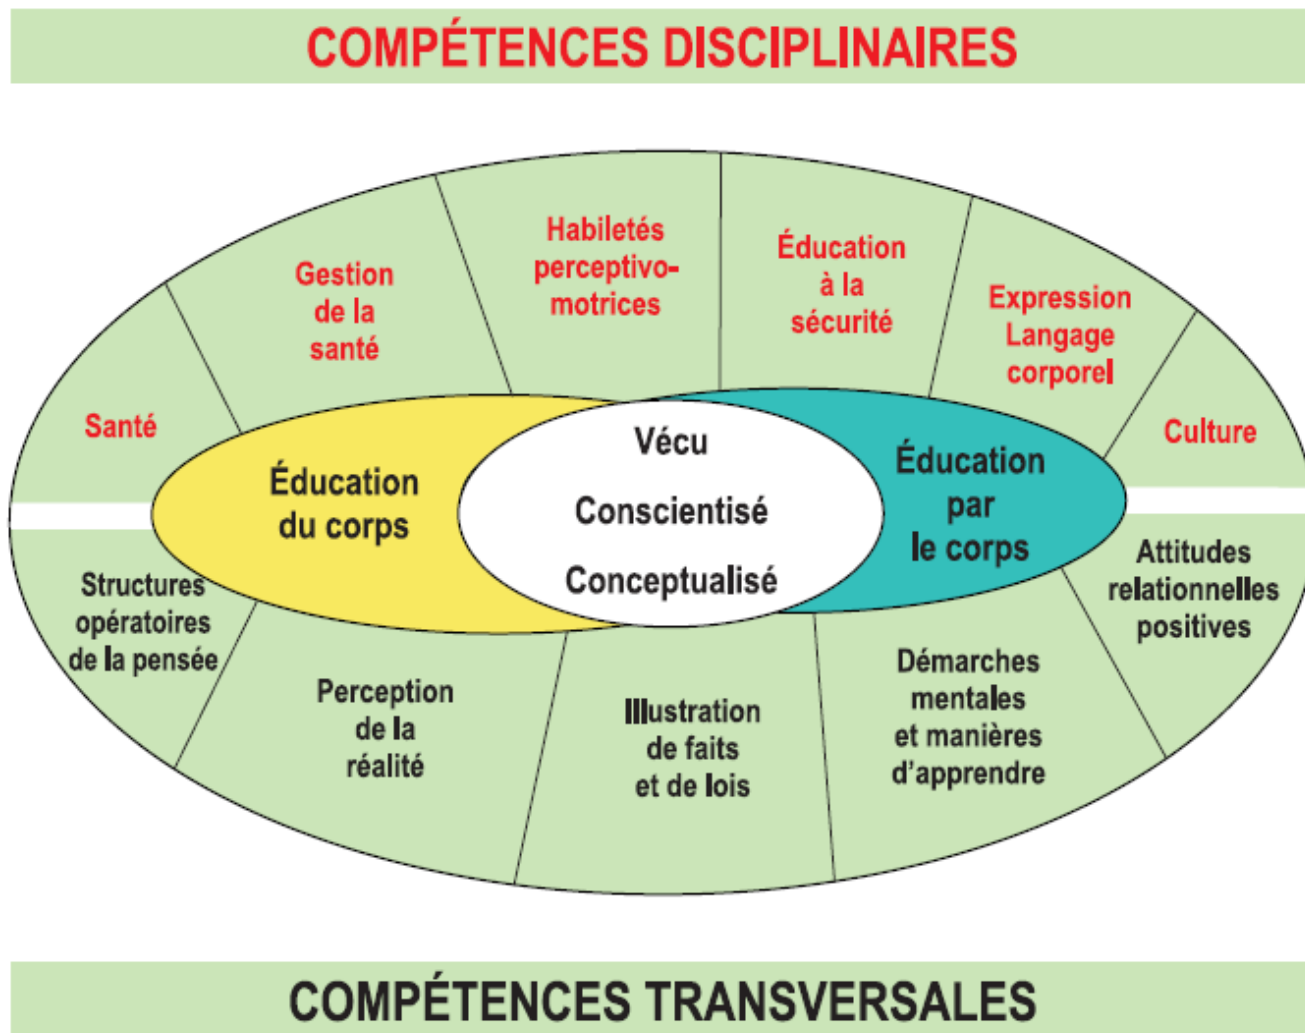 COMPÉTENCES DISCIPLINAIRES
Santé
Gestion
de la
santé
Habiletés
perceptivo-
motrices
Éducation
à la
sécurité
Expression
Langage
corporel
Culture
Éducation
du corps
Vécu
Conscientisé
Conceptualisé
Éducation
par
le corps
Structures
opératoires
de la pensée
Perception
de la
réalité
Illustration
de faits
et de lois
Démarches
mentales
et manières
d'apprendre
Attitudes
relationnelles
positives
COMPÉTENCES TRANSVERSALES